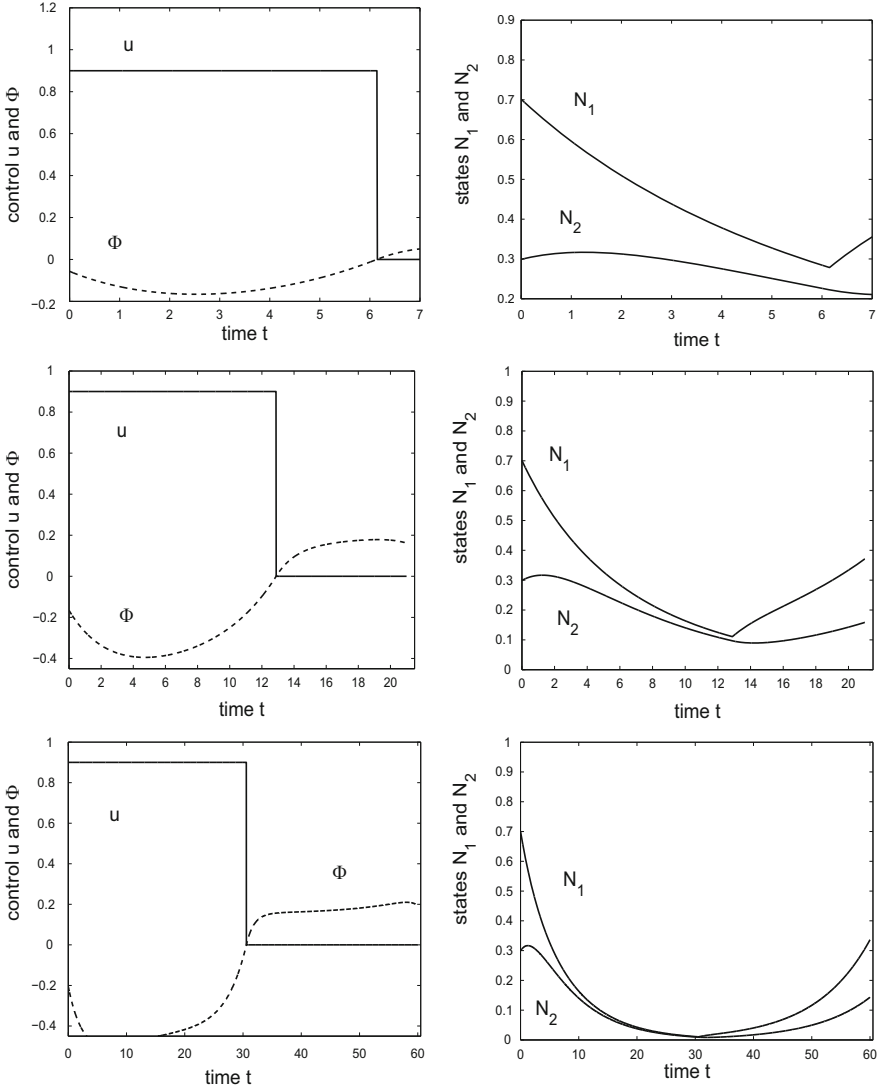 control u and Φ
1.2
1
0.8
0.6
0.4
0.2
0
−0.2
u
Φ
0 1 2 3 4 5 6 7
time t
states N1 and N2
0.9
0.8
0.7
0.6
0.5
0.4
0.3
0.2
N1
N2
0 1 2 3 4 5 6 7
time t
control u and Φ
1
0.8
0.6
0.4
0.2
0
−0.2
−0.4
u
Φ
0 2 4 6 8 10 12 14 16 18 20
time t
states N1 and N2
1
0.9
0.8
0.7
0.6
0.5
0.4
0.3
0.2
0.1
0
N1
N2
0 2 4 6 8 10 12 14 16 18 20
time t
control u and Φ
1
0.8
0.6
0.4
0.2
0
−0.2
−0.4
u
Φ
0 10 20 30 40 50 60
time t
states N1 and N2
1
0.9
0.8
0.7
0.6
0.5
0.4
0.3
0.2
0.1
0
N1
N2
0 10 20 30 40 50 60
time t